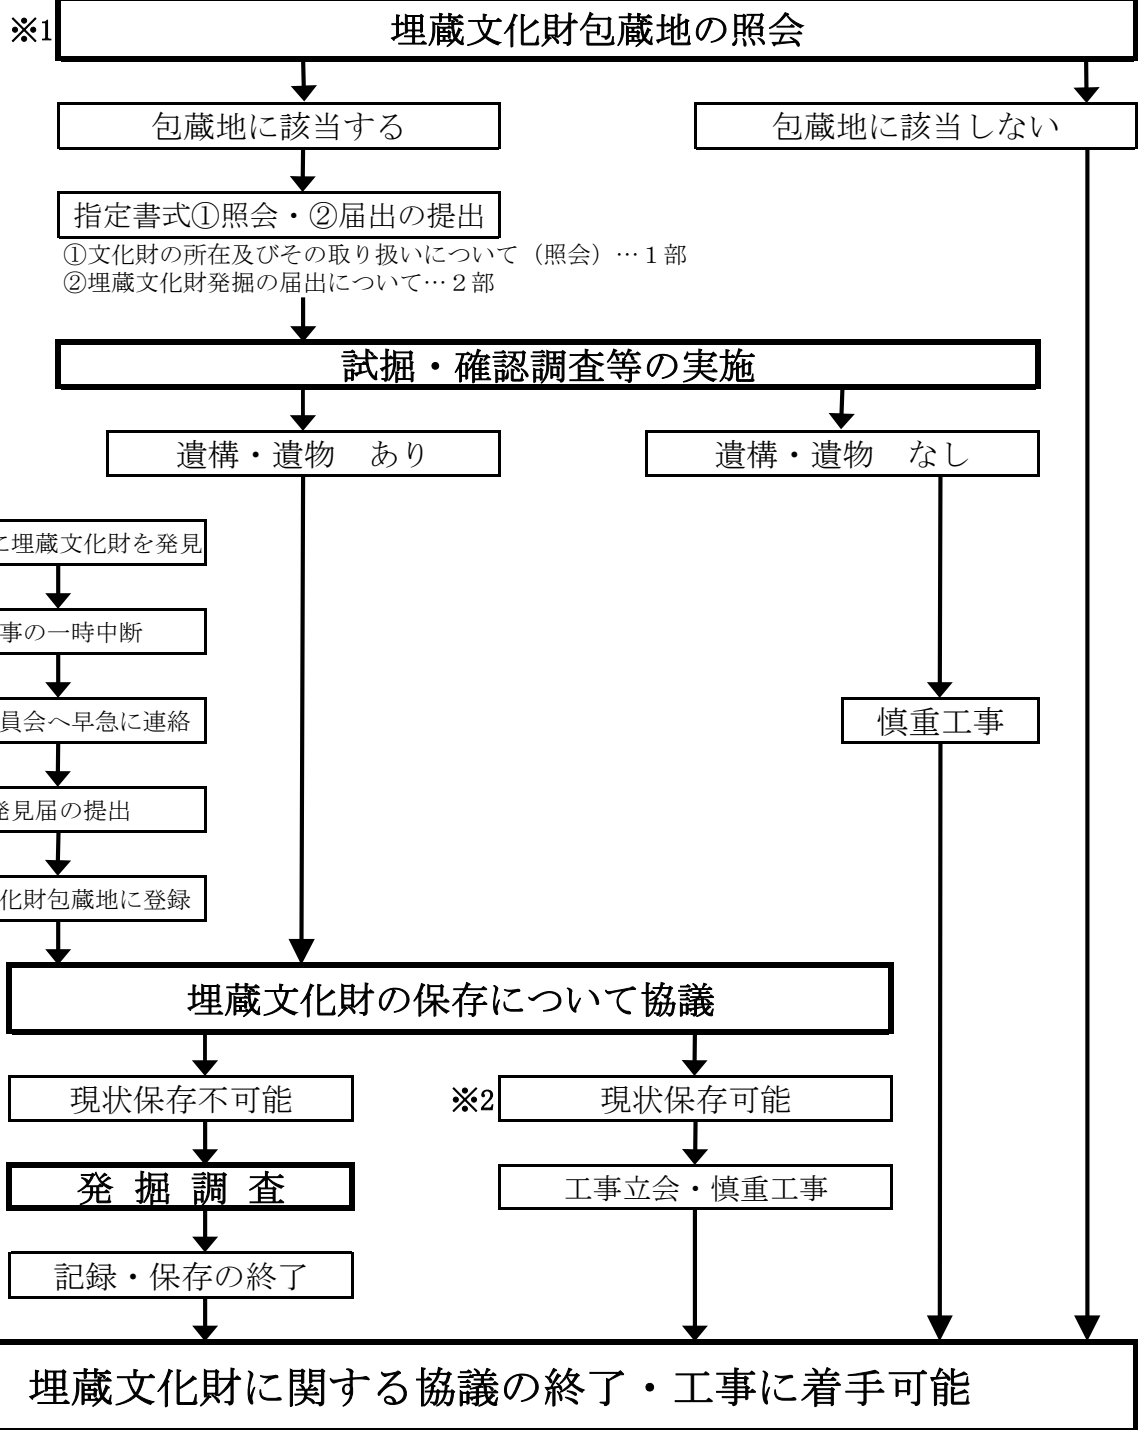 ※1
埋蔵文化財包蔵地の照会
包蔵地に該当する
包蔵地に該当しない
指定書式①照会・②届出の提出
①文化財の所在及びその取り扱いについて（照会）…１部
②埋蔵文化財発掘の届出について…２部
試掘・確認調査等の実施
遺構・遺物　あり
遺構・遺物　なし
に埋蔵文化財を発見
事の一時中断
員会へ早急に連絡
慎重工事
発見届の提出
化財包蔵地に登録
埋蔵文化財の保存について協議
現状保存不可能
※2
現状保存可能
発 掘 調 査
工事立会・慎重工事
記録・保存の終了
埋蔵文化財に関する協議の終了・工事に着手可能